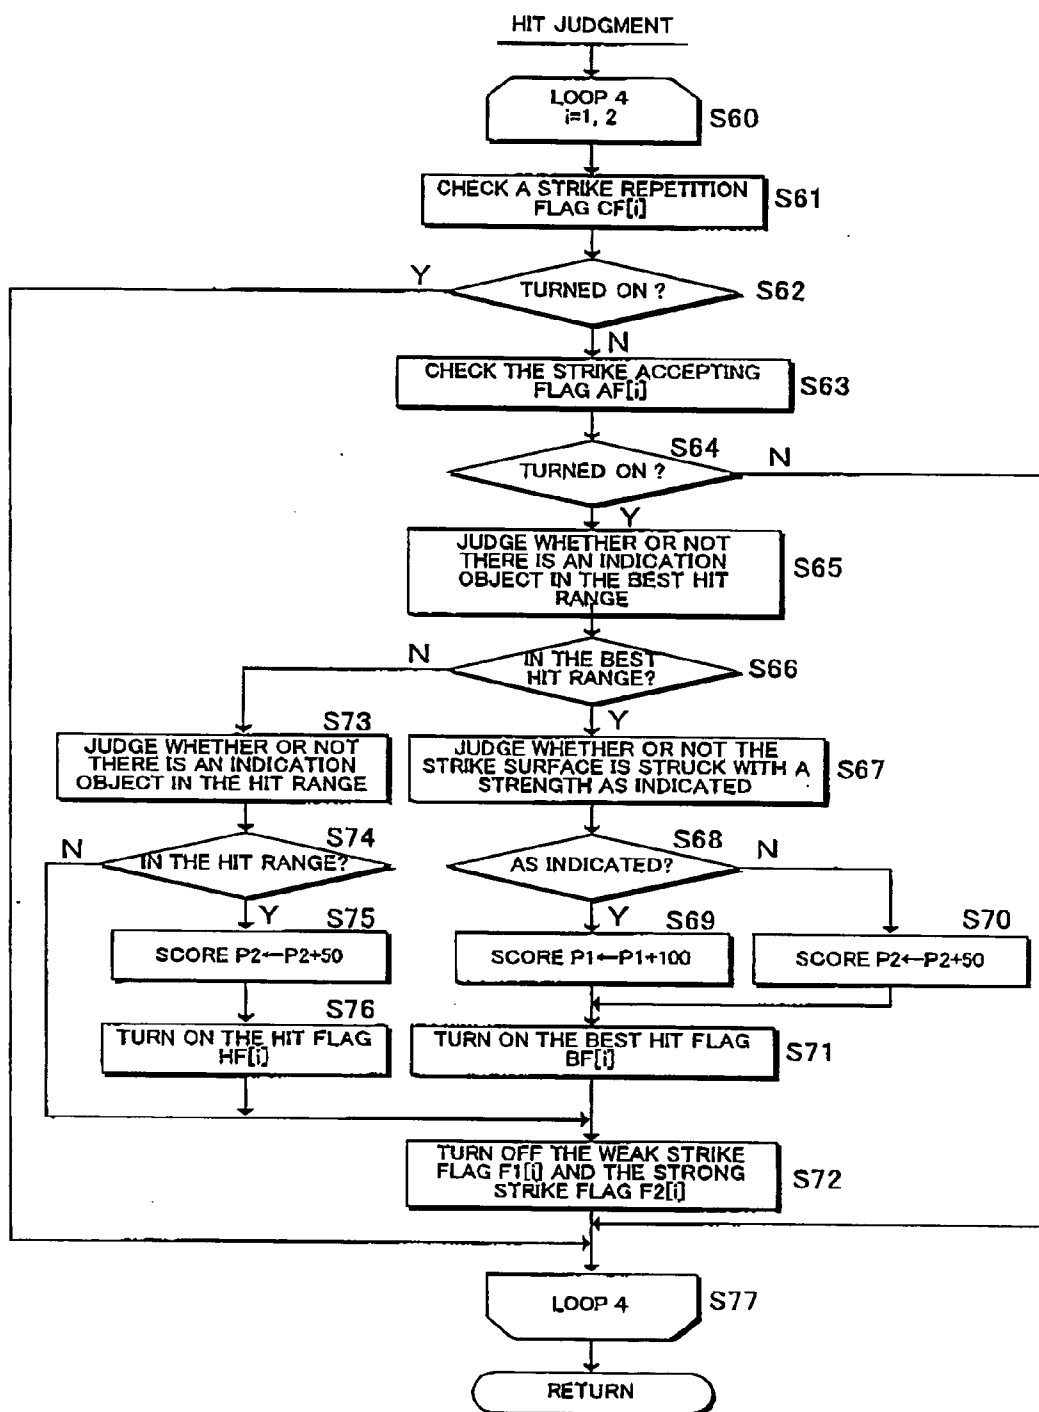 HIT JUDGMENT
LOOP 4
i=1, 2
S60
CHECK A STRIKE REPETITION
FLAG CF[i]
S61
Y
TURNED ON ?
S62
N
CHECK THE STRIKE ACCEPTING
FLAG AF[i]
S63
S64
TURNED ON ?
N
Y
JUDGE WHETHER OR NOT
THERE IS AN INDICATION
OBJECT IN THE BEST HIT
RANGE
S65
N
IN THE BEST
HIT RANGE?
S66
Y
S73
JUDGE WHETHER OR NOT
THERE IS AN INDICATION
OBJECT IN THE HIT RANGE
JUDGE WHETHER OR NOT THE
STRIKE SURFACE IS STRUCK WITH A
STRENGTH AS INDICATED
S67
N
S74
IN THE HIT RANGE?
Y
S68
AS INDICATED?
N
Y
S75
SCORE P2←P2+50
S69
SCORE P1←P1+100
S70
SCORE P2←P2+50
S76
TURN ON THE HIT FLAG
HF[i]
TURN ON THE BEST HIT FLAG
BF[i]
S71
TURN OFF THE WEAK STRIKE
FLAG F1[i] AND THE STRONG
STRIKE FLAG F2[i]
S72
LOOP 4
S77
RETURN